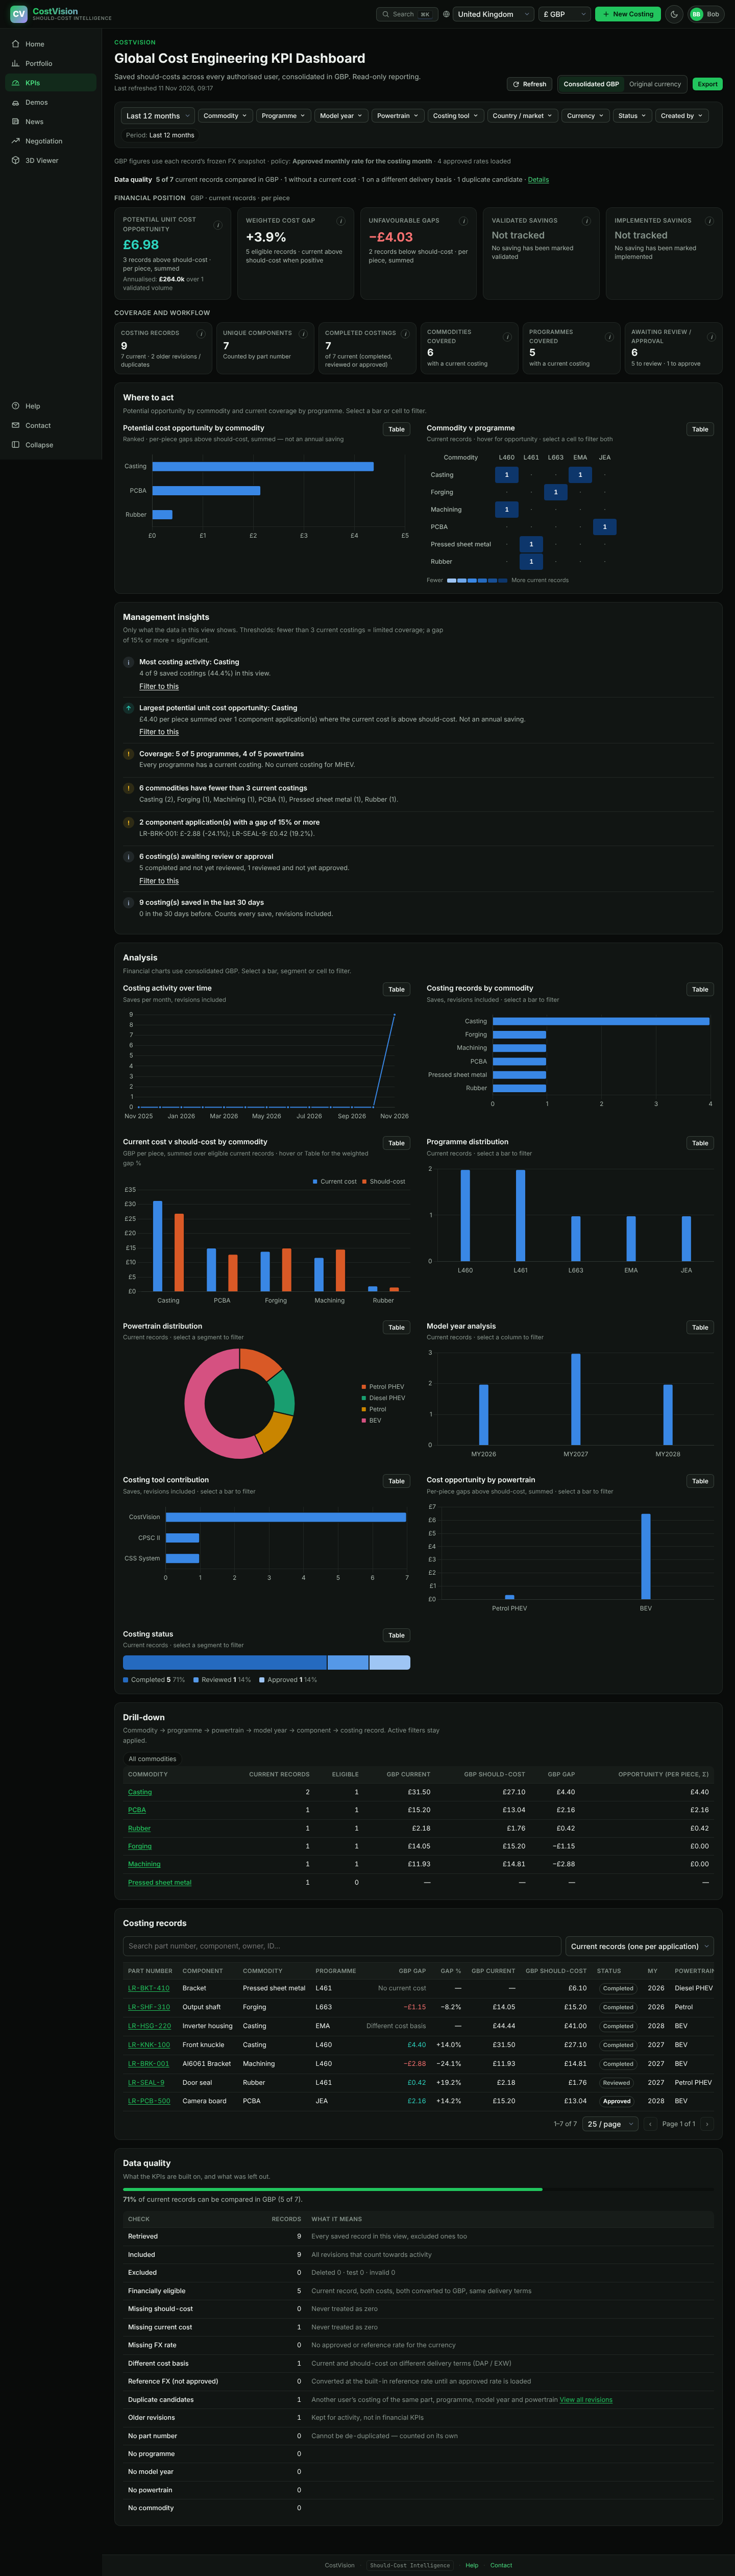 CV
CostVision
SHOULD-COST INTELLIGENCE
Search ⌘K
United Kingdom
£ GBP
+ New Costing
BB Bob
Home
Portfolio
KPIs
Demos
News
Negotiation
3D Viewer
Help
Contact
Collapse
COSTVISION
Global Cost Engineering KPI Dashboard
Saved should-costs across every authorised user, consolidated in GBP. Read-only reporting.
Last refreshed 11 Nov 2026, 09:17
Refresh
Consolidated GBP
Original currency
Export
Last 12 months
Commodity
Programme
Model year
Powertrain
Costing tool
Country / market
Currency
Status
Created by
Period: Last 12 months
GBP figures use each record's frozen FX snapshot · policy: Approved monthly rate for the costing month · 4 approved rates loaded
Data quality 5 of 7 current records compared in GBP · 1 without a current cost · 1 on a different delivery basis · 1 duplicate candidate · Details
FINANCIAL POSITION GBP · current records · per piece
POTENTIAL UNIT COST OPPORTUNITY
£6.98
3 records above should-cost · per piece, summed
Annualised: £264.0k over 1 validated volume
WEIGHTED COST GAP
+3.9%
5 eligible records · current above should-cost when positive
UNFAVOURABLE GAPS
−£4.03
2 records below should-cost · per piece, summed
VALIDATED SAVINGS
Not tracked
No saving has been marked validated
IMPLEMENTED SAVINGS
Not tracked
No saving has been marked implemented
COVERAGE AND WORKFLOW
COSTING RECORDS
9
7 current · 2 older revisions / duplicates
UNIQUE COMPONENTS
7
Counted by part number
COMPLETED COSTINGS
7
of 7 current (completed, reviewed or approved)
COMMODITIES COVERED
6
with a current costing
PROGRAMMES COVERED
5
with a current costing
AWAITING REVIEW / APPROVAL
6
5 to review · 1 to approve
Where to act
Potential opportunity by commodity and current coverage by programme. Select a bar or cell to filter.
Potential cost opportunity by commodity
Table
Ranked · per-piece gaps above should-cost, summed — not an annual saving
Casting
PCBA
Rubber
£0 £1 £2 £3 £4 £5
Commodity v programme
Table
Current records · hover for opportunity · select a cell to filter both
Commodity L460 L461 L663 EMA JEA
Casting 1 · · 1 ·
Forging · · 1 · ·
Machining 1 · · · ·
PCBA · · · · 1
Pressed sheet metal · 1 · · ·
Rubber · 1 · · ·
Fewer More current records
Management insights
Only what the data in this view shows. Thresholds: fewer than 3 current costings = limited coverage; a gap
of 15% or more = significant.
Most costing activity: Casting
4 of 9 saved costings (44.4%) in this view.
Filter to this
Largest potential unit cost opportunity: Casting
£4.40 per piece summed over 1 component application(s) where the current cost is above should-cost. Not an annual saving.
Filter to this
Coverage: 5 of 5 programmes, 4 of 5 powertrains
Every programme has a current costing. No current costing for MHEV.
6 commodities have fewer than 3 current costings
Casting (2), Forging (1), Machining (1), PCBA (1), Pressed sheet metal (1), Rubber (1).
2 component application(s) with a gap of 15% or more
LR-BRK-001: £-2.88 (-24.1%); LR-SEAL-9: £0.42 (19.2%).
6 costing(s) awaiting review or approval
5 completed and not yet reviewed, 1 reviewed and not yet approved.
Filter to this
9 costing(s) saved in the last 30 days
0 in the 30 days before. Counts every save, revisions included.
Analysis
Financial charts use consolidated GBP. Select a bar, segment or cell to filter.
Costing activity over time
Table
Saves per month, revisions included
9
8
7
6
5
4
3
2
1
0
Nov 2025 Jan 2026 Mar 2026 May 2026 Jul 2026 Sep 2026 Nov 2026
Costing records by commodity
Table
Saves, revisions included · select a bar to filter
Casting
Forging
Machining
PCBA
Pressed sheet metal
Rubber
0 1 2 3 4
Current cost v should-cost by commodity
Table
GBP per piece, summed over eligible current records · hover or Table for the weighted
gap %
Current cost Should-cost
£35
£30
£25
£20
£15
£10
£5
£0
Casting PCBA Forging Machining Rubber
Programme distribution
Table
Current records · select a bar to filter
2
1
0
L460 L461 L663 EMA JEA
Powertrain distribution
Table
Current records · select a segment to filter
Petrol PHEV
Diesel PHEV
Petrol
BEV
Model year analysis
Table
Current records · select a column to filter
3
2
1
0
MY2026 MY2027 MY2028
Costing tool contribution
Table
Saves, revisions included · select a bar to filter
CostVision
CPSC II
CSS System
0 1 2 3 4 5 6 7
Cost opportunity by powertrain
Table
Per-piece gaps above should-cost, summed · select a bar to filter
£7
£6
£5
£4
£3
£2
£1
£0
Petrol PHEV BEV
Costing status
Table
Current records · select a segment to filter
Completed 5 71% Reviewed 1 14% Approved 1 14%
Drill-down
Commodity → programme → powertrain → model year → component → costing record. Active filters stay
applied.
All commodities
COMMODITY CURRENT RECORDS ELIGIBLE GBP CURRENT GBP SHOULD-COST GBP GAP OPPORTUNITY (PER PIECE, Σ)
Casting 2 1 £31.50 £27.10 £4.40 £4.40
PCBA 1 1 £15.20 £13.04 £2.16 £2.16
Rubber 1 1 £2.18 £1.76 £0.42 £0.42
Forging 1 1 £14.05 £15.20 −£1.15 £0.00
Machining 1 1 £11.93 £14.81 −£2.88 £0.00
Pressed sheet metal 1 0 — — — —
Costing records
Search part number, component, owner, ID...
Current records (one per application)
PART NUMBER COMPONENT COMMODITY PROGRAMME GBP GAP GAP % GBP CURRENT GBP SHOULD-COST STATUS MY POWERTRAIN
LR-BKT-410 Bracket Pressed sheet metal L461 No current cost — — £6.10 Completed 2026 Diesel PHEV
LR-SHF-310 Output shaft Forging L663 −£1.15 −8.2% £14.05 £15.20 Completed 2026 Petrol
LR-HSG-220 Inverter housing Casting EMA Different cost basis — £44.44 £41.00 Completed 2028 BEV
LR-KNK-100 Front knuckle Casting L460 £4.40 +14.0% £31.50 £27.10 Completed 2027 BEV
LR-BRK-001 Al6061 Bracket Machining L460 −£2.88 −24.1% £11.93 £14.81 Completed 2027 BEV
LR-SEAL-9 Door seal Rubber L461 £0.42 +19.2% £2.18 £1.76 Reviewed 2027 Petrol PHEV
LR-PCB-500 Camera board PCBA JEA £2.16 +14.2% £15.20 £13.04 Approved 2028 BEV
1–7 of 7 25 / page ‹ Page 1 of 1 ›
Data quality
What the KPIs are built on, and what was left out.
71% of current records can be compared in GBP (5 of 7).
CHECK RECORDS WHAT IT MEANS
Retrieved 9 Every saved record in this view, excluded ones too
Included 9 All revisions that count towards activity
Excluded 0 Deleted 0 · test 0 · invalid 0
Financially eligible 5 Current record, both costs, both converted to GBP, same delivery terms
Missing should-cost 0 Never treated as zero
Missing current cost 1 Never treated as zero
Missing FX rate 0 No approved or reference rate for the currency
Different cost basis 1 Current and should-cost on different delivery terms (DAP / EXW)
Reference FX (not approved) 0 Converted at the built-in reference rate until an approved rate is loaded
Duplicate candidates 1 Another user's costing of the same part, programme, model year and powertrain View all revisions
Older revisions 1 Kept for activity, not in financial KPIs
No part number 0 Cannot be de-duplicated — counted on its own
No programme 0
No model year 0
No powertrain 0
No commodity 0
CostVision Should-Cost Intelligence Help Contact